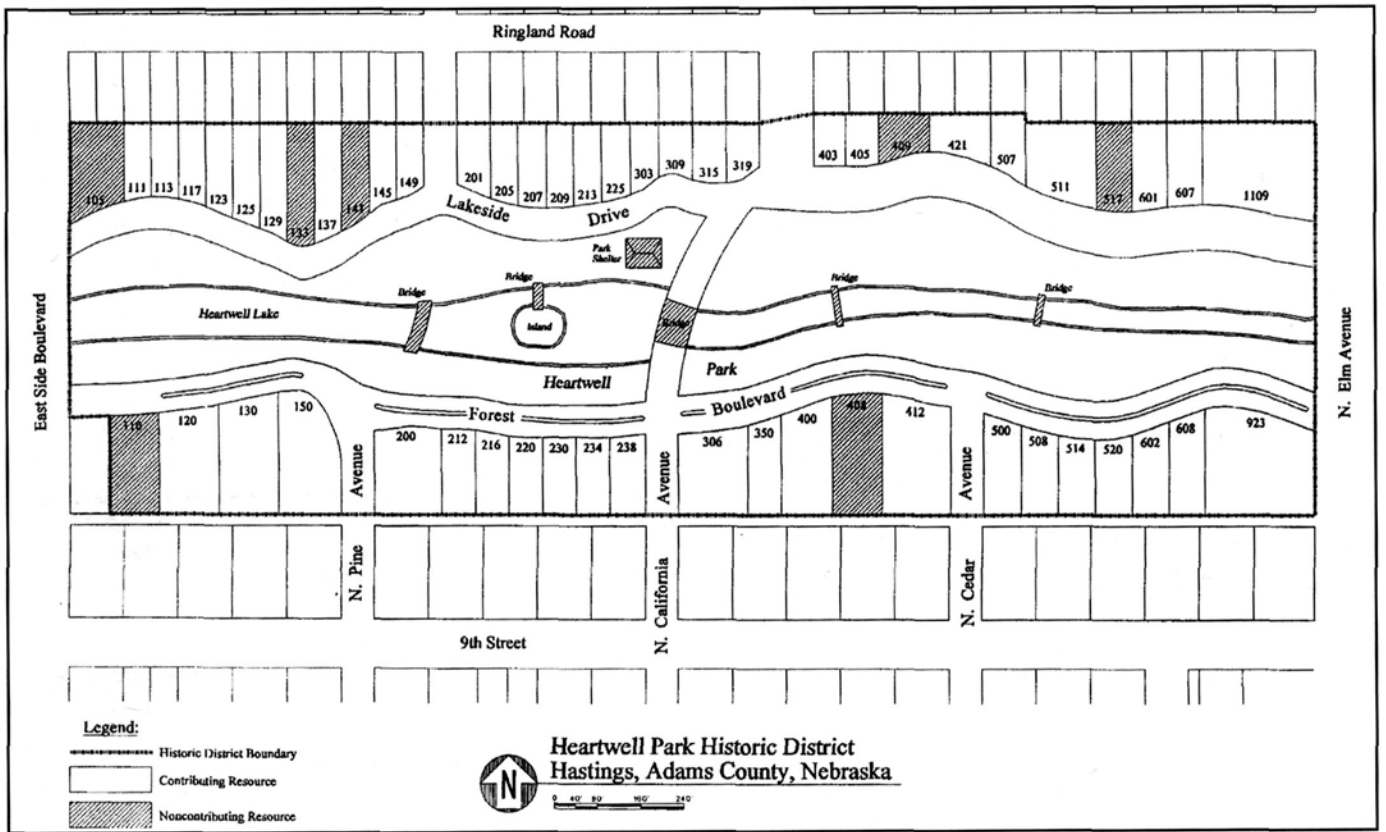 Ringland Road
105 111 113 117 123 125 129 133 137 141 145 149
201 205 207 209 213 225 303 309 315 319
403 405 409 421 507 511 517 601 607 1109
Lakeside Drive
Park
Shelter
Bridge
Bridge
Bridge
Bridge
Bridge
Heartwell Lake
Island
Heartwell Park
East Side Boulevard
N. Elm Avenue
Forest Boulevard
110 120 130 150
200 212 216 220 230 234 238
306 350 400 408 412
500 508 514 520 602 608 923
N. Pine Avenue
N. California Avenue
N. Cedar Avenue
9th Street
Legend:
Historic District Boundary
Contributing Resource
Noncontributing Resource
N
Heartwell Park Historic District
Hastings, Adams County, Nebraska
0 40' 80' 160' 240'